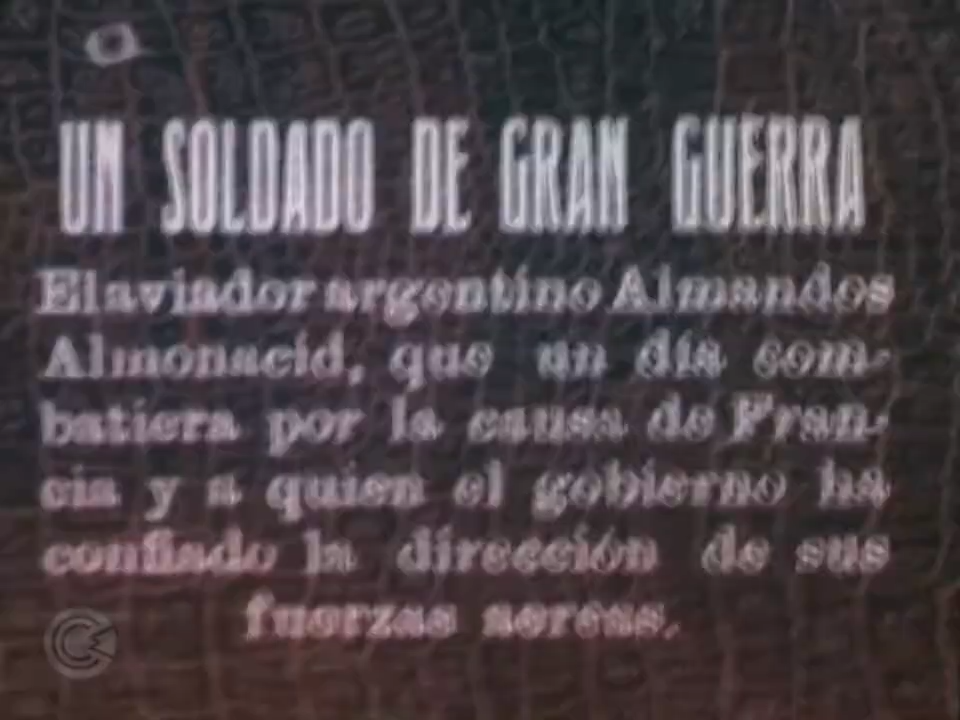 UN SOLDADO DE GRAN GUERRA
El aviador argentino Almandos
Almonacid, que un día com-
batiera por la causa de Fran-
cia y a quien el gobierno ha
confiado la dirección de sus
fuerzas aereas.